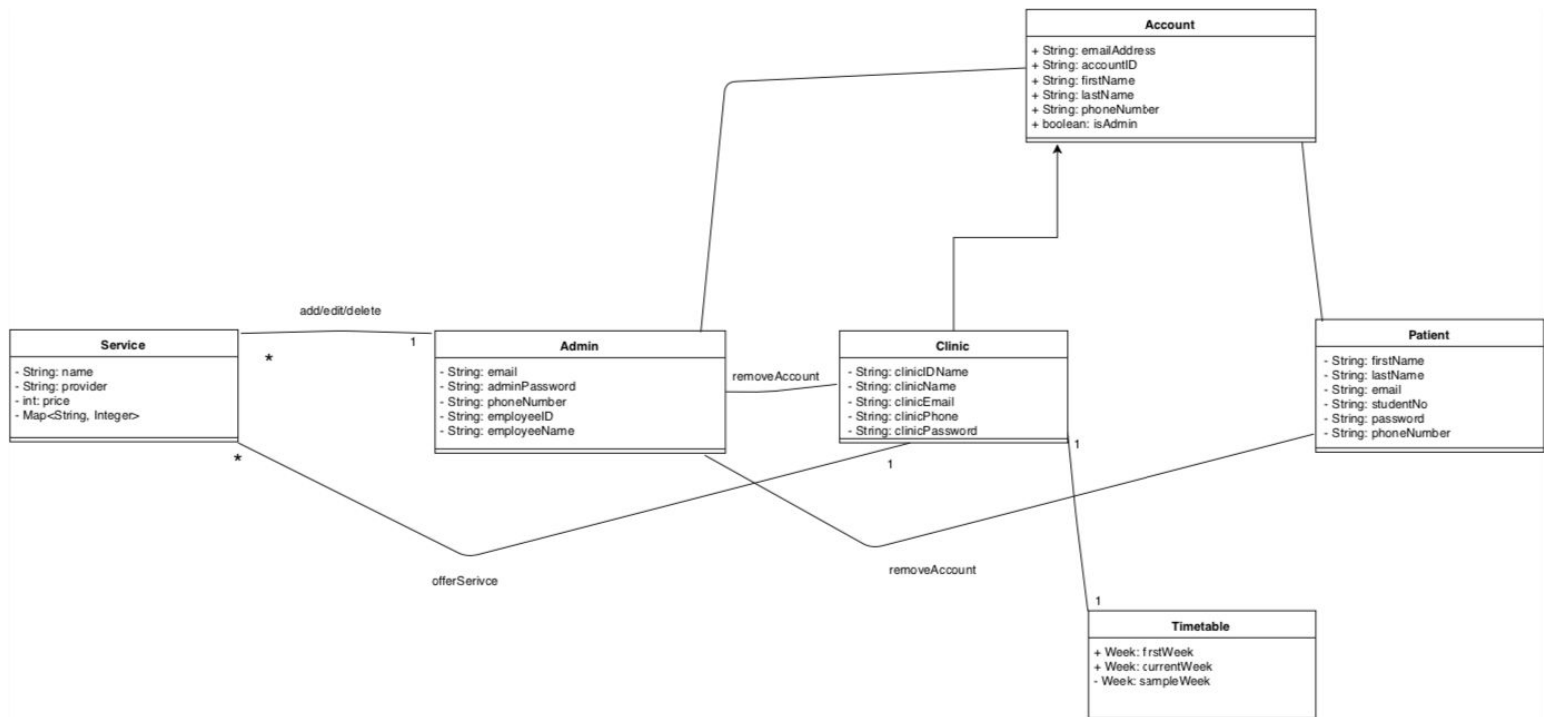 Account
+ String: emailAddress
+ String: accountID
+ String: firstName
+ String: lastName
+ String: phoneNumber
+ boolean: isAdmin
add/edit/delete
*
1
Service
- String: name
- String: provider
- int: price
- Map<String, Integer>
*
Admin
- String: email
- String: adminPassword
- String: phoneNumber
- String: employeeID
- String: employeeName
removeAccount
Clinic
- String: clinicIDName
- String: clinicName
- String: clinicEmail
- String: clinicPhone
- String: clinicPassword
1
1
Patient
- String: firstName
- String: lastName
- String: email
- String: studentNo
- String: password
- String: phoneNumber
offerSerivce
removeAccount
1
Timetable
+ Week: frstWeek
+ Week: currentWeek
- Week: sampleWeek